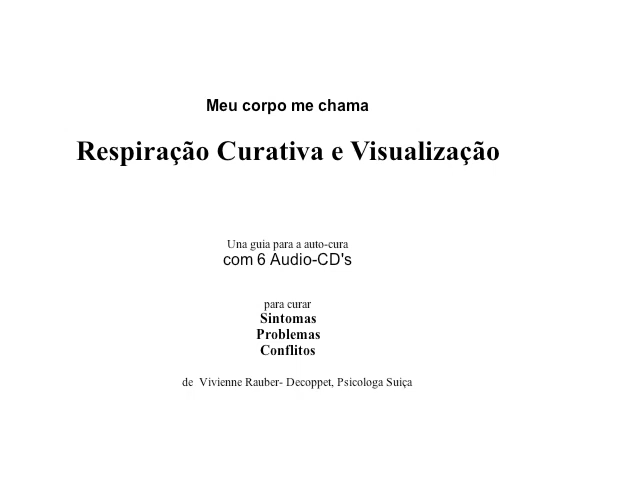 Meu corpo me chama
Respiração Curativa e Visualização
Una guia para a auto-cura
com 6 Audio-CD's
para curar
Sintomas
Problemas
Conflitos
de Vivienne Rauber- Decoppet, Psicologa Suiça